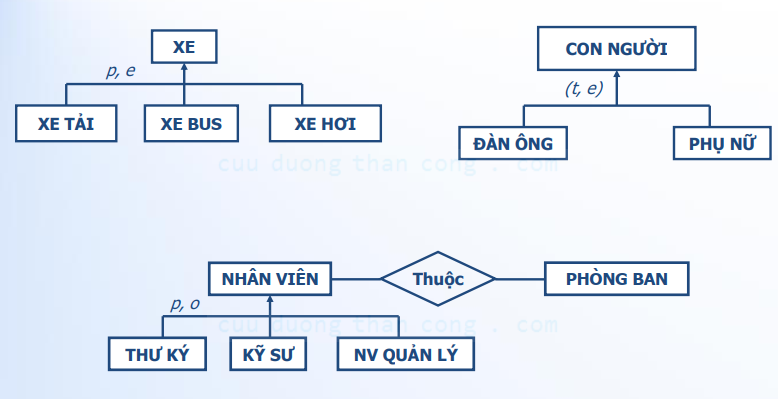 XE
p, e
XE TẢI
XE BUS
XE HƠI
CON NGƯỜI
(t, e)
ĐÀN ÔNG
PHỤ NỮ
cuu duong than cong . com
NHÂN VIÊN
Thuộc
PHÒNG BAN
p, o
cuu duong than cong . com
THƯ KÝ
KỸ SƯ
NV QUẢN LÝ